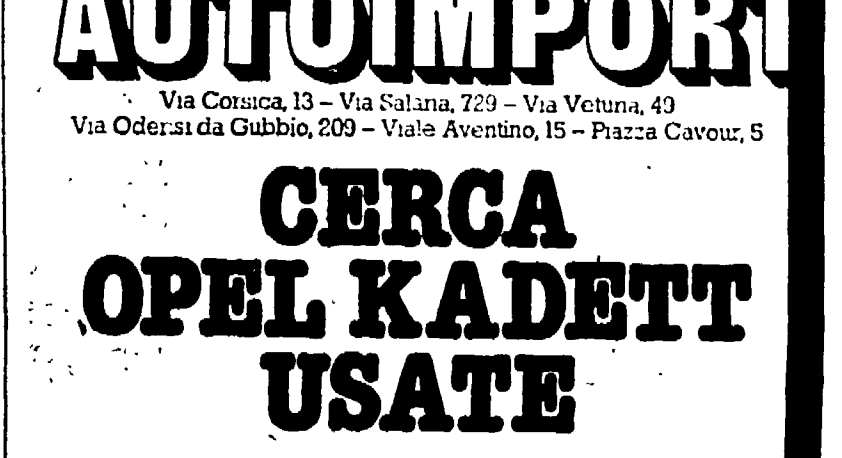 AUTOIMPORT
Via Corsica, 13 – Via Salaria, 729 – Via Veturia, 49
Via Oderisi da Gubbio, 209 – Viale Aventino, 15 – Piazza Cavour, 5
CERCA
OPEL KADETT
USATE